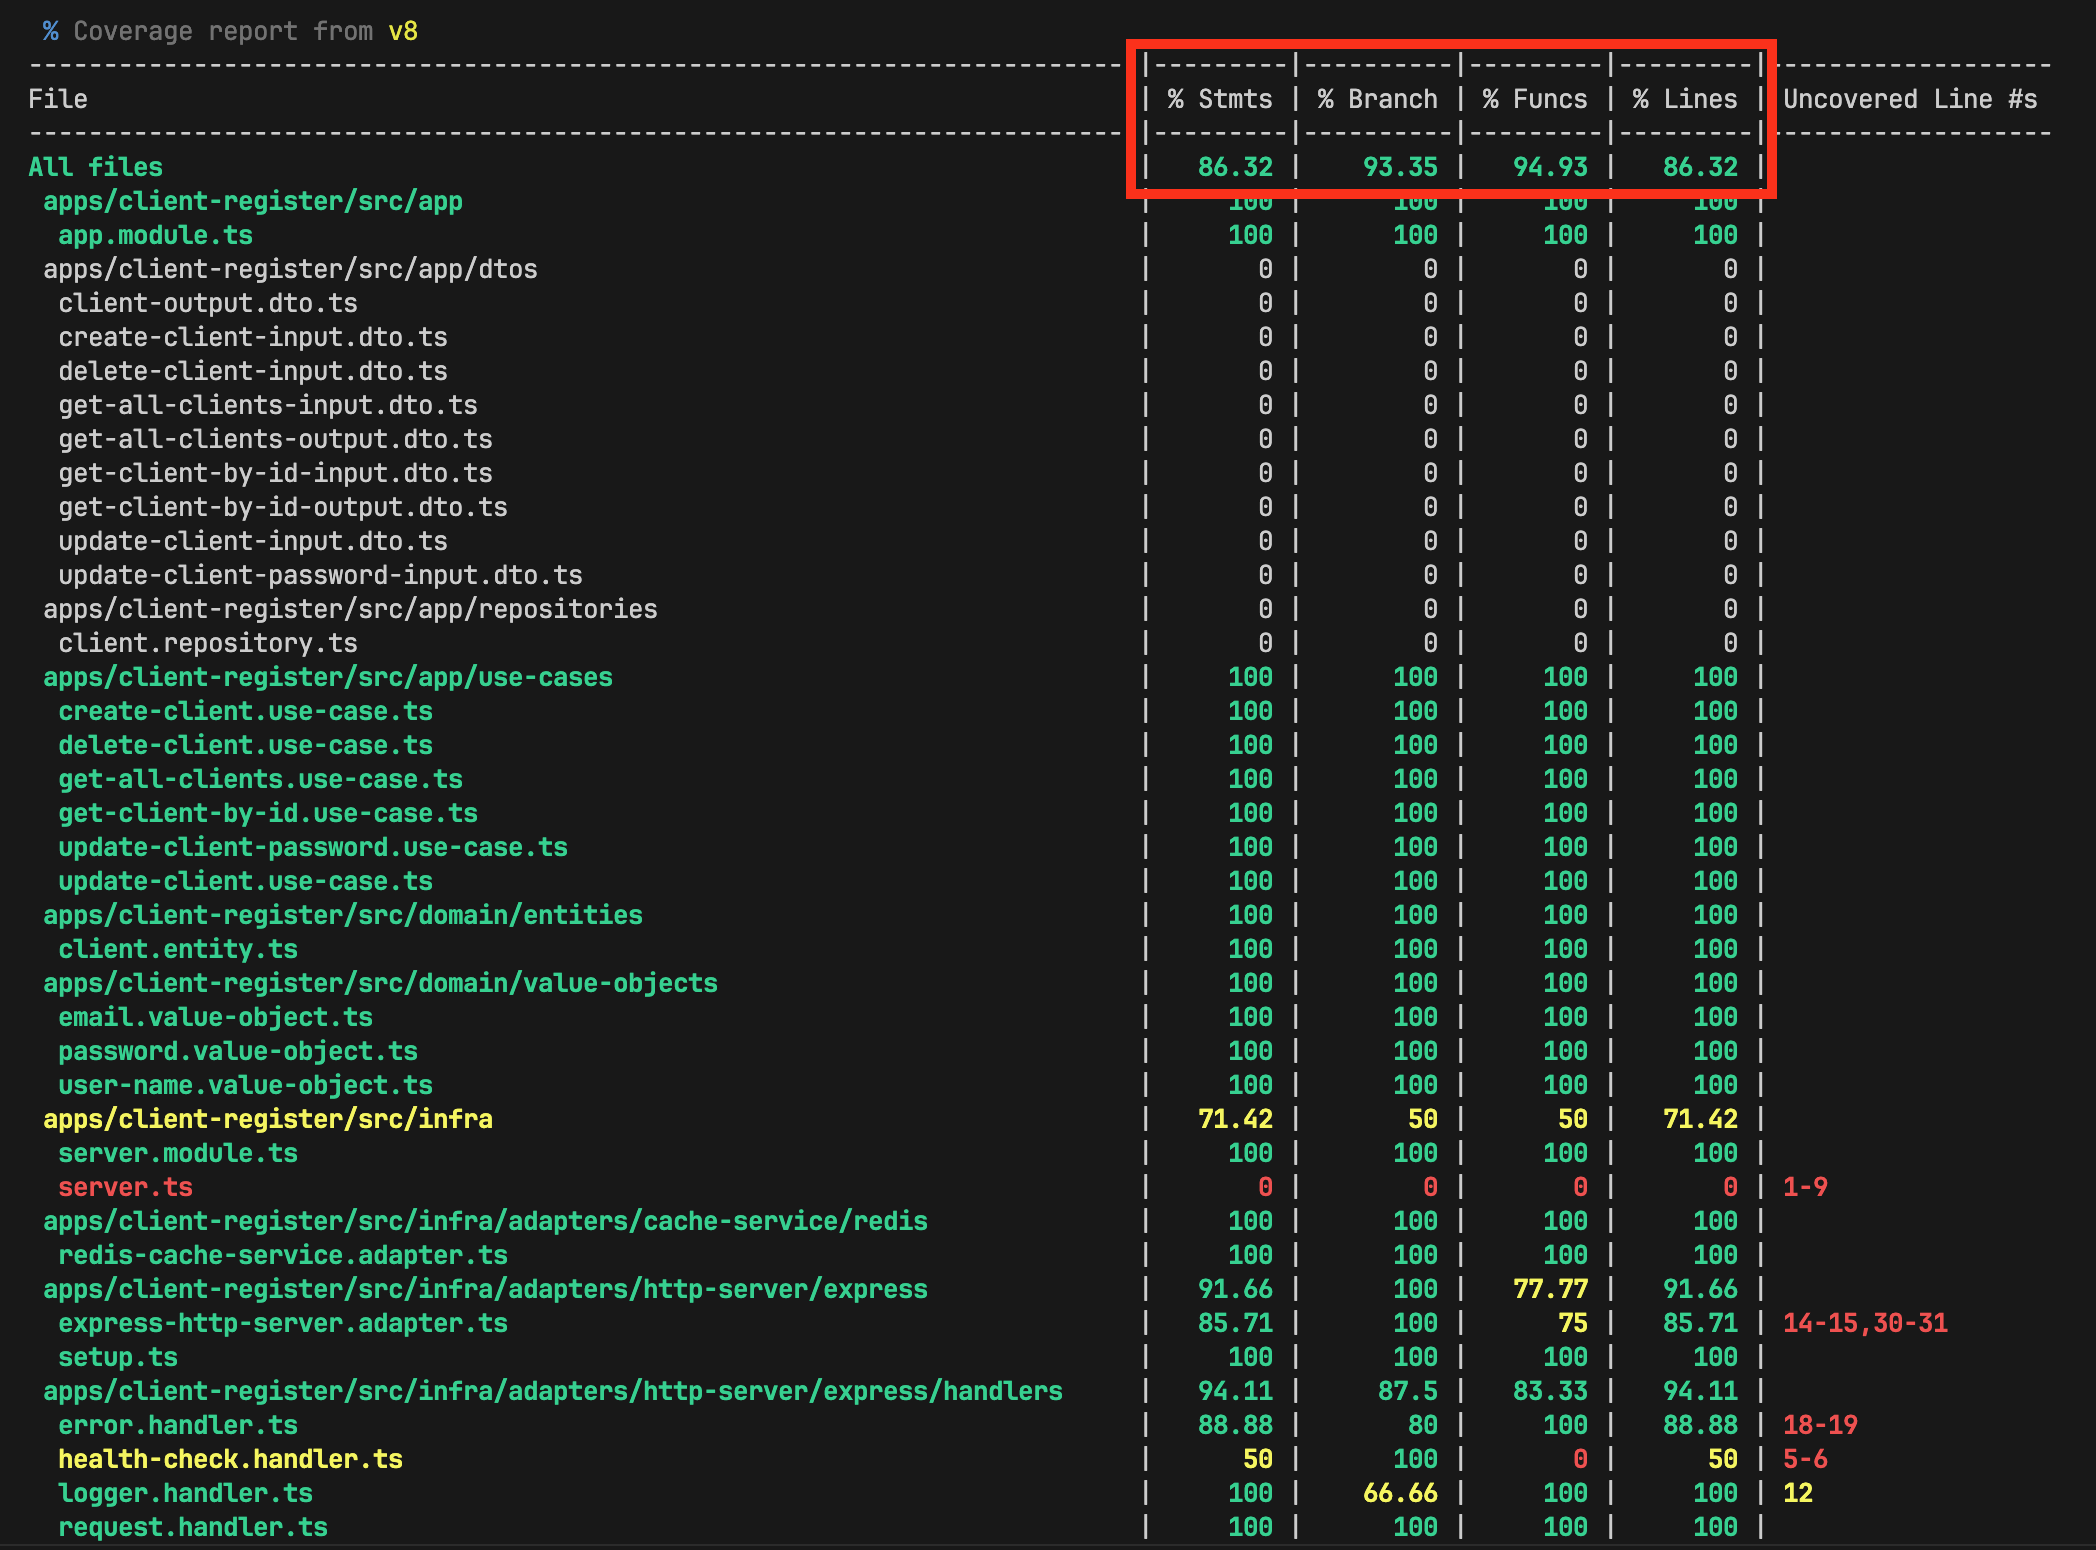 % Coverage report from v8
-------------------------------------------------------------------------|---------|----------|---------|---------|-------------------
File | % Stmts | % Branch | % Funcs | % Lines | Uncovered Line #s
-------------------------------------------------------------------------|---------|----------|---------|---------|-------------------
All files | 86.32 | 93.35 | 94.93 | 86.32 |
apps/client-register/src/app | 100 | 100 | 100 | 100 |
app.module.ts | 100 | 100 | 100 | 100 |
apps/client-register/src/app/dtos | 0 | 0 | 0 | 0 |
client-output.dto.ts | 0 | 0 | 0 | 0 |
create-client-input.dto.ts | 0 | 0 | 0 | 0 |
delete-client-input.dto.ts | 0 | 0 | 0 | 0 |
get-all-clients-input.dto.ts | 0 | 0 | 0 | 0 |
get-all-clients-output.dto.ts | 0 | 0 | 0 | 0 |
get-client-by-id-input.dto.ts | 0 | 0 | 0 | 0 |
get-client-by-id-output.dto.ts | 0 | 0 | 0 | 0 |
update-client-input.dto.ts | 0 | 0 | 0 | 0 |
update-client-password-input.dto.ts | 0 | 0 | 0 | 0 |
apps/client-register/src/app/repositories | 0 | 0 | 0 | 0 |
client.repository.ts | 0 | 0 | 0 | 0 |
apps/client-register/src/app/use-cases | 100 | 100 | 100 | 100 |
create-client.use-case.ts | 100 | 100 | 100 | 100 |
delete-client.use-case.ts | 100 | 100 | 100 | 100 |
get-all-clients.use-case.ts | 100 | 100 | 100 | 100 |
get-client-by-id.use-case.ts | 100 | 100 | 100 | 100 |
update-client-password.use-case.ts | 100 | 100 | 100 | 100 |
update-client.use-case.ts | 100 | 100 | 100 | 100 |
apps/client-register/src/domain/entities | 100 | 100 | 100 | 100 |
client.entity.ts | 100 | 100 | 100 | 100 |
apps/client-register/src/domain/value-objects | 100 | 100 | 100 | 100 |
email.value-object.ts | 100 | 100 | 100 | 100 |
password.value-object.ts | 100 | 100 | 100 | 100 |
user-name.value-object.ts | 100 | 100 | 100 | 100 |
apps/client-register/src/infra | 71.42 | 50 | 50 | 71.42 |
server.module.ts | 100 | 100 | 100 | 100 |
server.ts | 0 | 0 | 0 | 0 | 1-9
apps/client-register/src/infra/adapters/cache-service/redis | 100 | 100 | 100 | 100 |
redis-cache-service.adapter.ts | 100 | 100 | 100 | 100 |
apps/client-register/src/infra/adapters/http-server/express | 91.66 | 100 | 77.77 | 91.66 |
express-http-server.adapter.ts | 85.71 | 100 | 75 | 85.71 | 14-15,30-31
setup.ts | 100 | 100 | 100 | 100 |
apps/client-register/src/infra/adapters/http-server/express/handlers | 94.11 | 87.5 | 83.33 | 94.11 |
error.handler.ts | 88.88 | 80 | 100 | 88.88 | 18-19
health-check.handler.ts | 50 | 100 | 0 | 50 | 5-6
logger.handler.ts | 100 | 66.66 | 100 | 100 | 12
request.handler.ts | 100 | 100 | 100 | 100 |